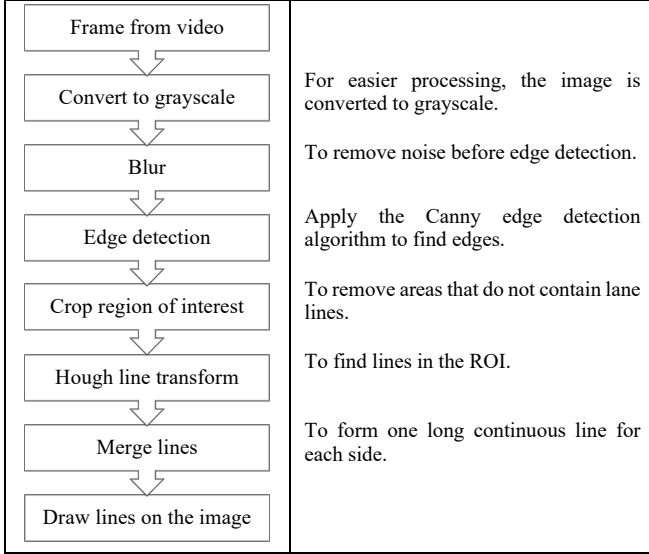 Frame from video
Convert to grayscale
For easier processing, the image is
converted to grayscale.
Blur
To remove noise before edge detection.
Edge detection
Apply the Canny edge detection
algorithm to find edges.
Crop region of interest
To remove areas that do not contain lane
lines.
Hough line transform
To find lines in the ROI.
Merge lines
To form one long continuous line for
each side.
Draw lines on the image